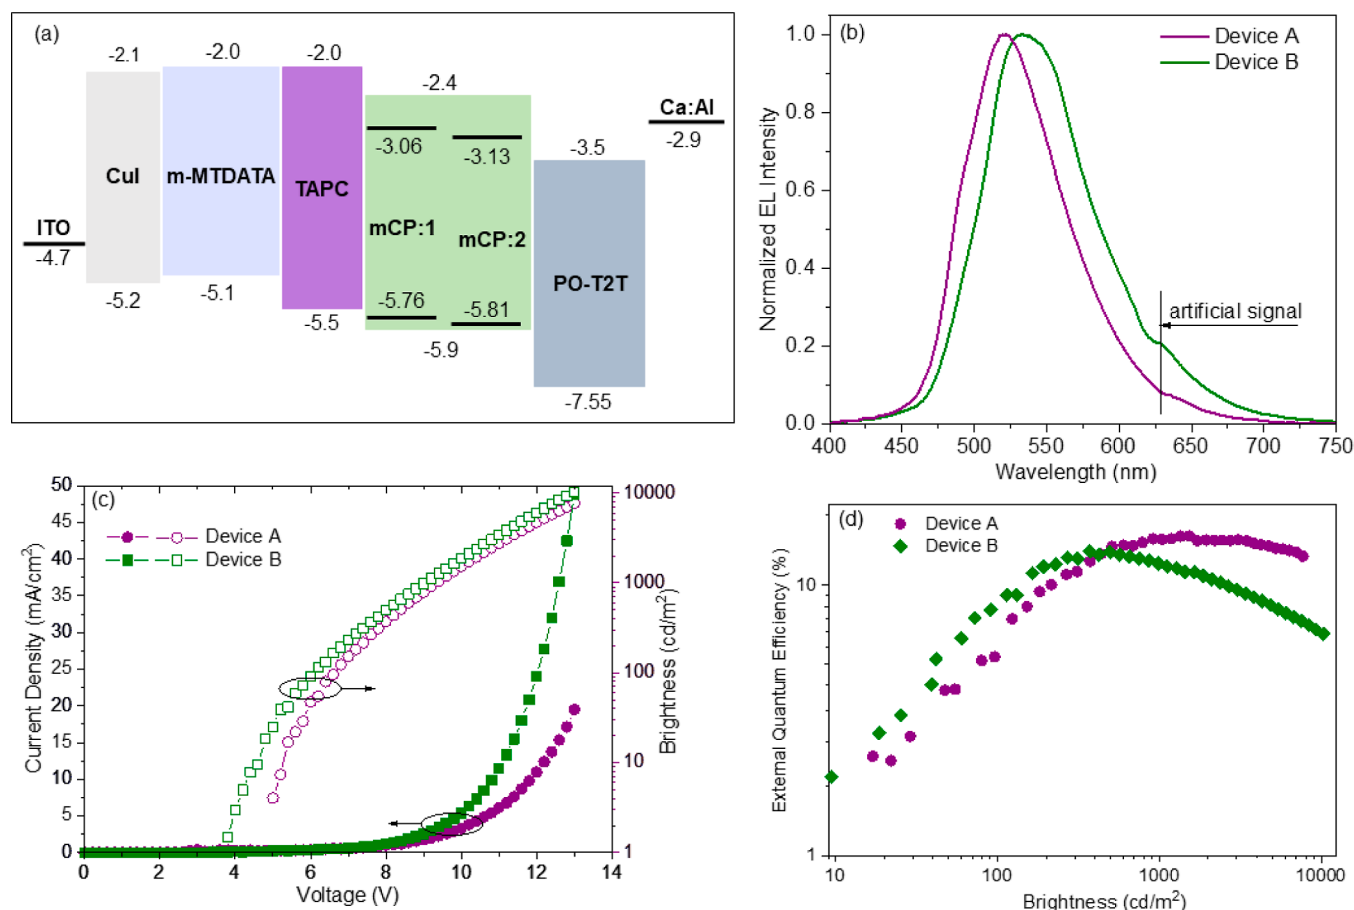 (a)
-2.1
-2.0
-2.0
-2.4
Ca:Al
-2.9
-3.06
-3.13
-3.5
CuI
m-MTDATA
TAPC
mCP:1
mCP:2
ITO
-4.7
PO-T2T
-5.2
-5.1
-5.5
-5.76
-5.81
-5.9
-7.55
(b)
Device A
Device B
Normalized EL Intensity
1.0
0.8
0.6
0.4
0.2
0.0
artificial signal
400 450 500 550 600 650 700 750
Wavelength (nm)
(c)
Device A
Device B
Current Density (mA/cm2)
50
45
40
35
30
25
20
15
10
5
0
10000
1000
100
10
1
Brightness (cd/m2)
0 2 4 6 8 10 12 14
Voltage (V)
(d)
Device A
Device B
External Quantum Efficiency (%)
10
1
10 100 1000 10000
Brightness (cd/m2)